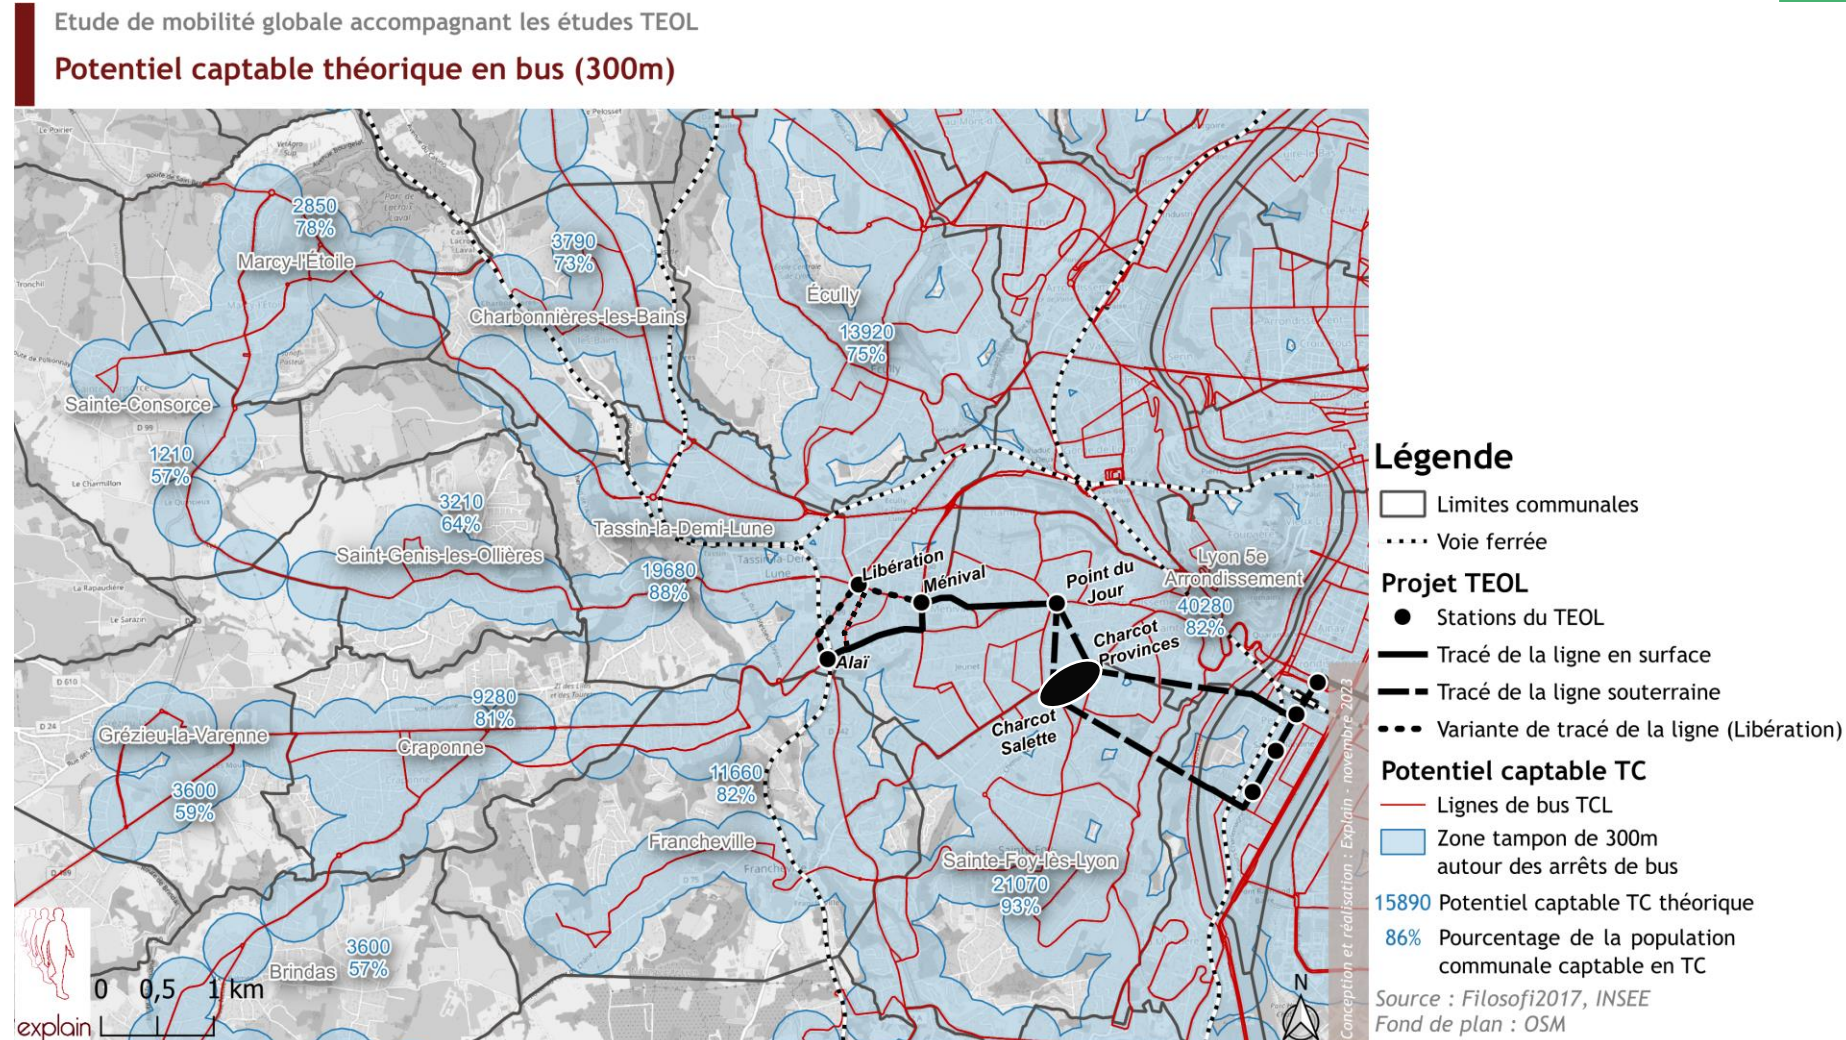 Etude de mobilité globale accompagnant les études TEOL
Potentiel captable théorique en bus (300m)
2850
78%
Marcy-l'Étoile
3790
73%
Charbonnières-les-Bains
Écully
13920
75%
Sainte-Consorce
D 99
1210
57%
3210
64%
Saint-Genis-les-Ollières
Tassin-la-Demi-Lune
19680
88%
Libération
Ménival
Point du
Jour
Lyon 5e
Arrondissement
40280
82%
Charcot
Provinces
Alaï
Charcot
Salette
D 610
D 24
Grézieu-la-Varenne
9280
81%
Craponne
3600
59%
11660
82%
Francheville
Sainte-Foy-lès-Lyon
21070
93%
Brindas
3600
57%
0 0,5 1 km
explain
N
Conception et réalisation : Explain - novembre 2023
Légende
Limites communales
Voie ferrée
Projet TEOL
Stations du TEOL
Tracé de la ligne en surface
Tracé de la ligne souterraine
Variante de tracé de la ligne (Libération)
Potentiel captable TC
Lignes de bus TCL
Zone tampon de 300m
autour des arrêts de bus
15890 Potentiel captable TC théorique
86% Pourcentage de la population
communale captable en TC
Source : Filosofi2017, INSEE
Fond de plan : OSM